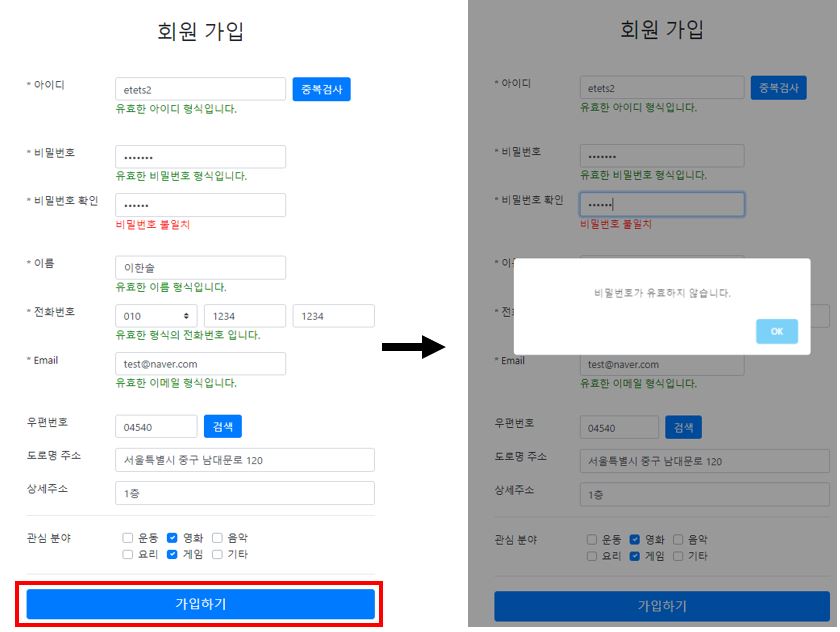 회원 가입
* 아이디
etets2
중복검사
유효한 아이디 형식입니다.
* 비밀번호
•••••••
유효한 비밀번호 형식입니다.
* 비밀번호 확인
••••••
비밀번호 불일치
* 이름
이한솔
유효한 이름 형식입니다.
* 전화번호
010
1234
1234
유효한 형식의 전화번호 입니다.
* Email
test@naver.com
유효한 이메일 형식입니다.
우편번호
04540
검색
도로명 주소
서울특별시 중구 남대문로 120
상세주소
1층
관심 분야
운동 영화 음악
요리 게임 기타
가입하기
회원 가입
* 아이디
etets2
중복검사
유효한 아이디 형식입니다.
* 비밀번호
•••••••
유효한 비밀번호 형식입니다.
* 비밀번호 확인
••••••
비밀번호 불일치
비밀번호가 유효하지 않습니다.
OK
* Email
test@naver.com
유효한 이메일 형식입니다.
우편번호
04540
검색
도로명 주소
서울특별시 중구 남대문로 120
상세주소
1층
관심 분야
운동 영화 음악
요리 게임 기타
가입하기